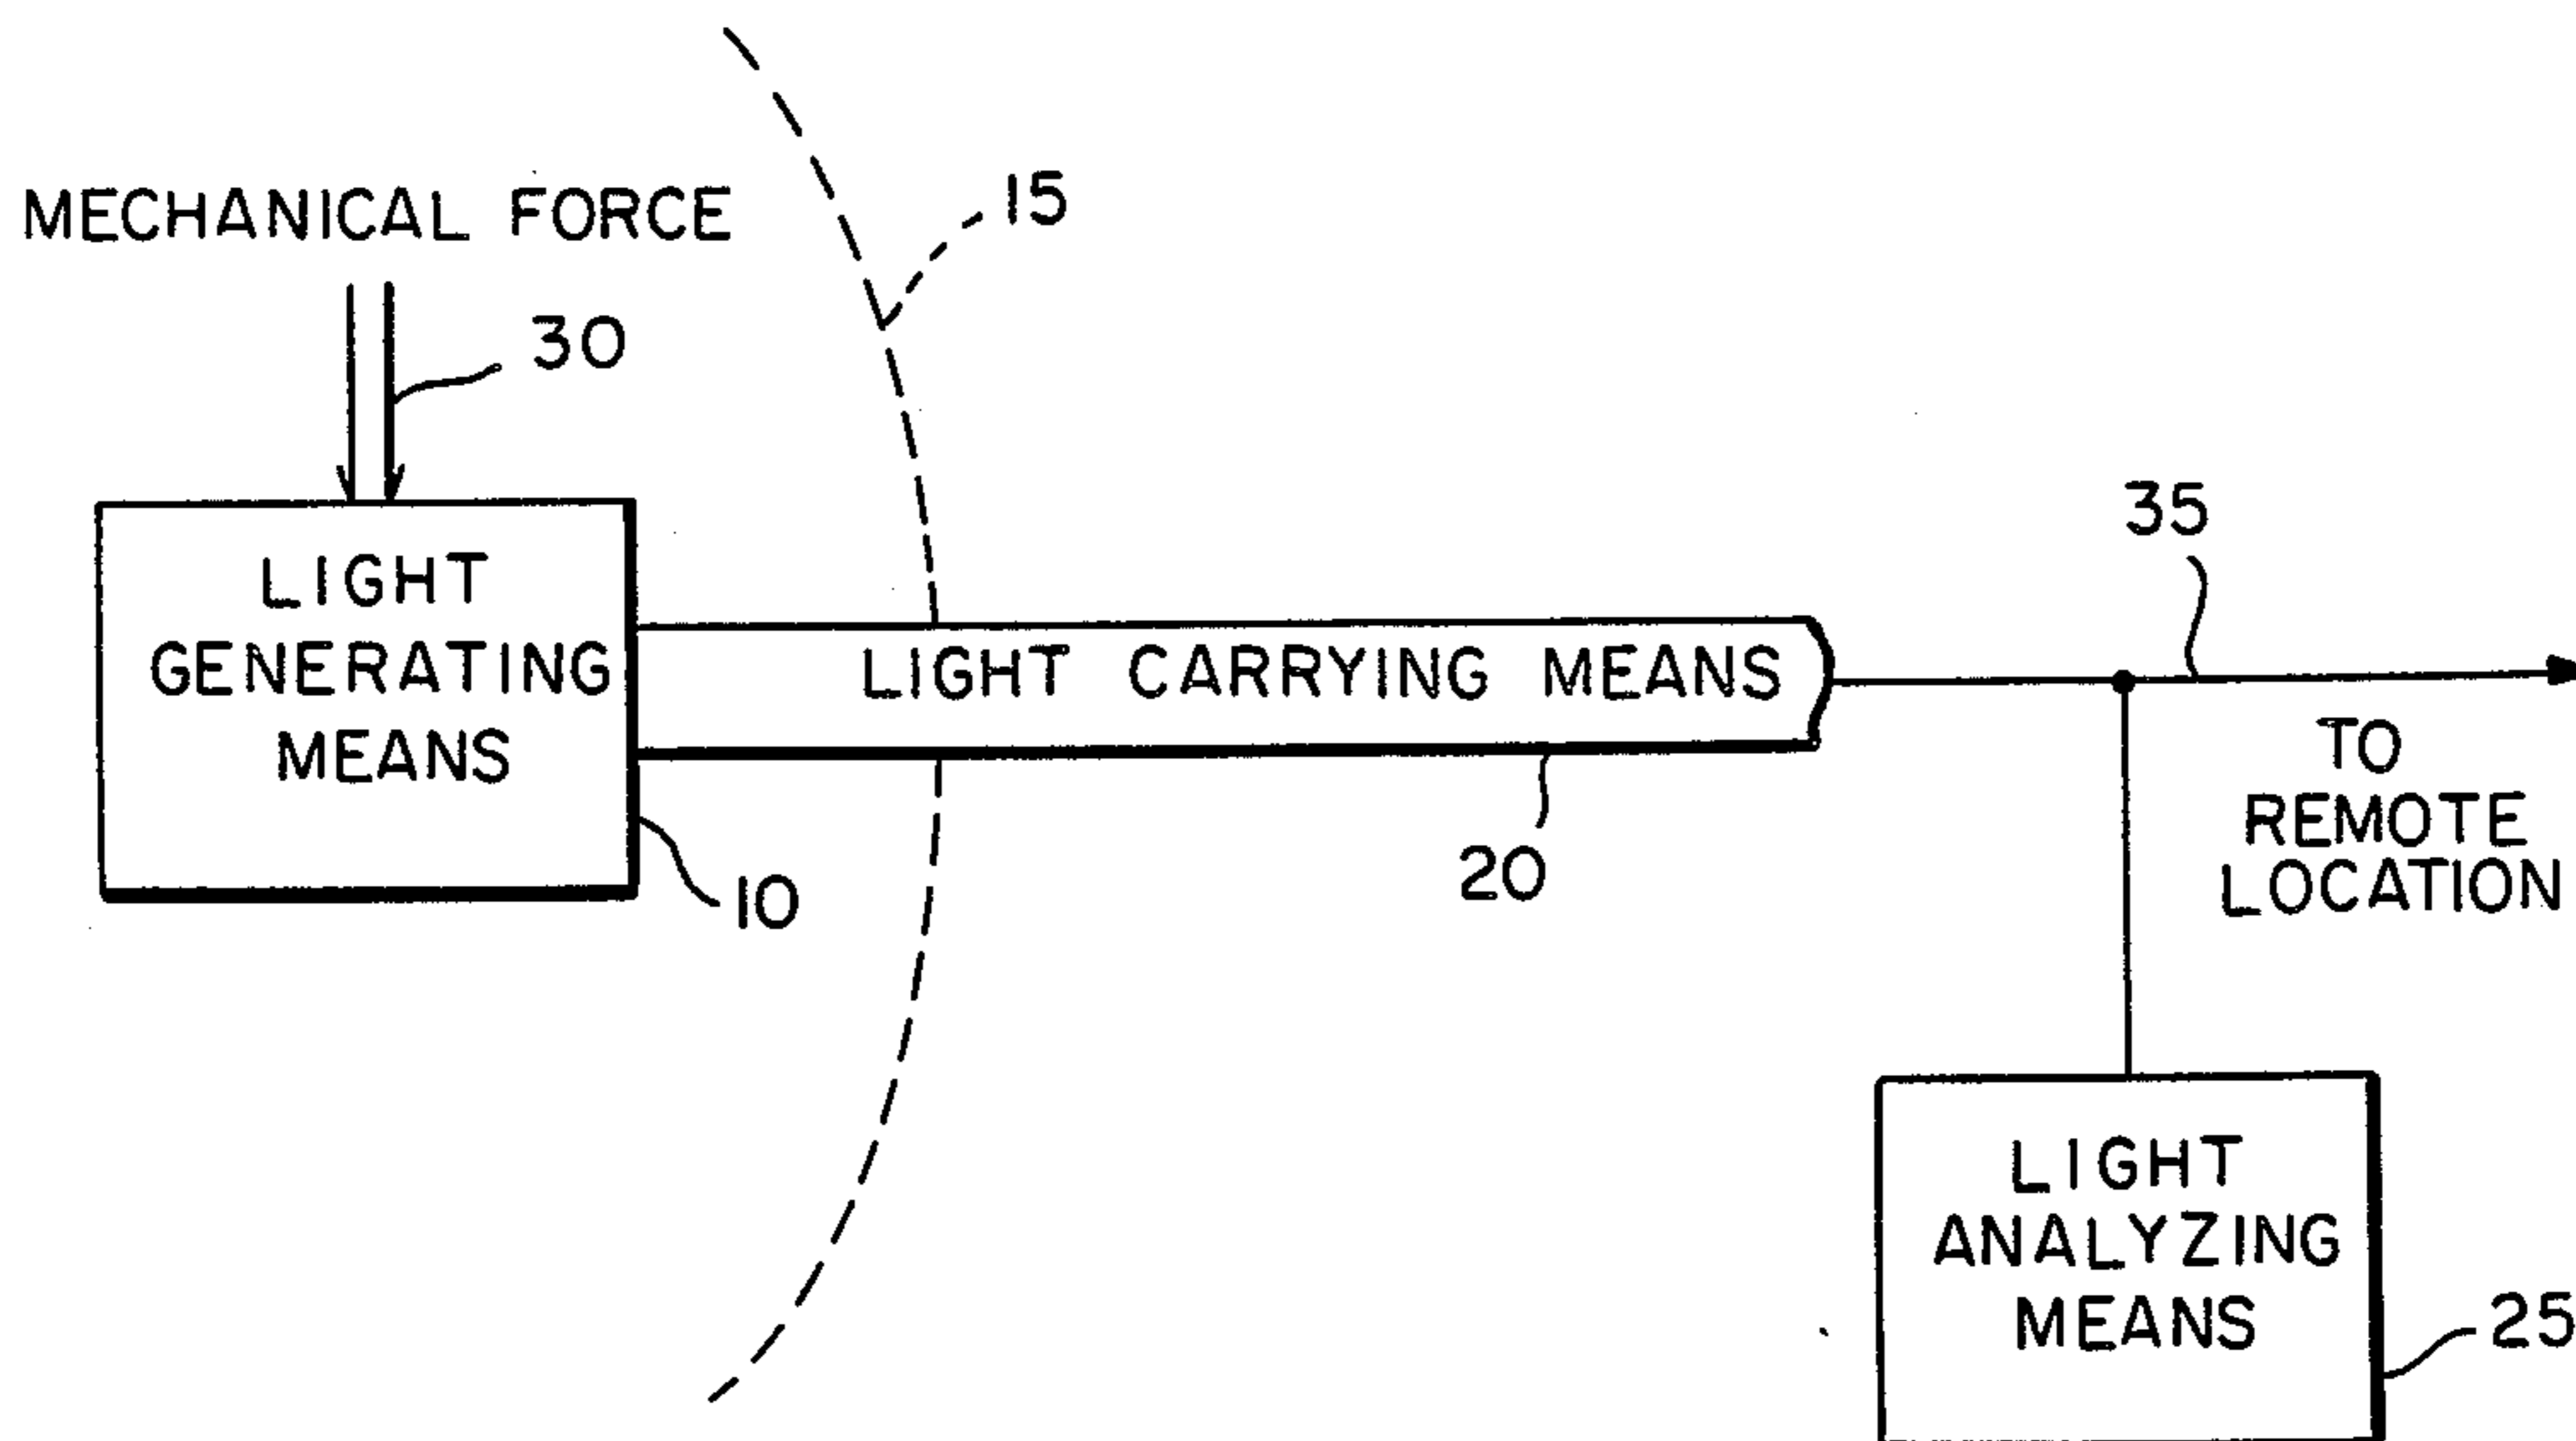 MECHANICAL FORCE
15
30
LIGHT
GENERATING
MEANS
10
LIGHT CARRYING MEANS
20
35
TO
REMOTE
LOCATION
LIGHT
ANALYZING
MEANS
25